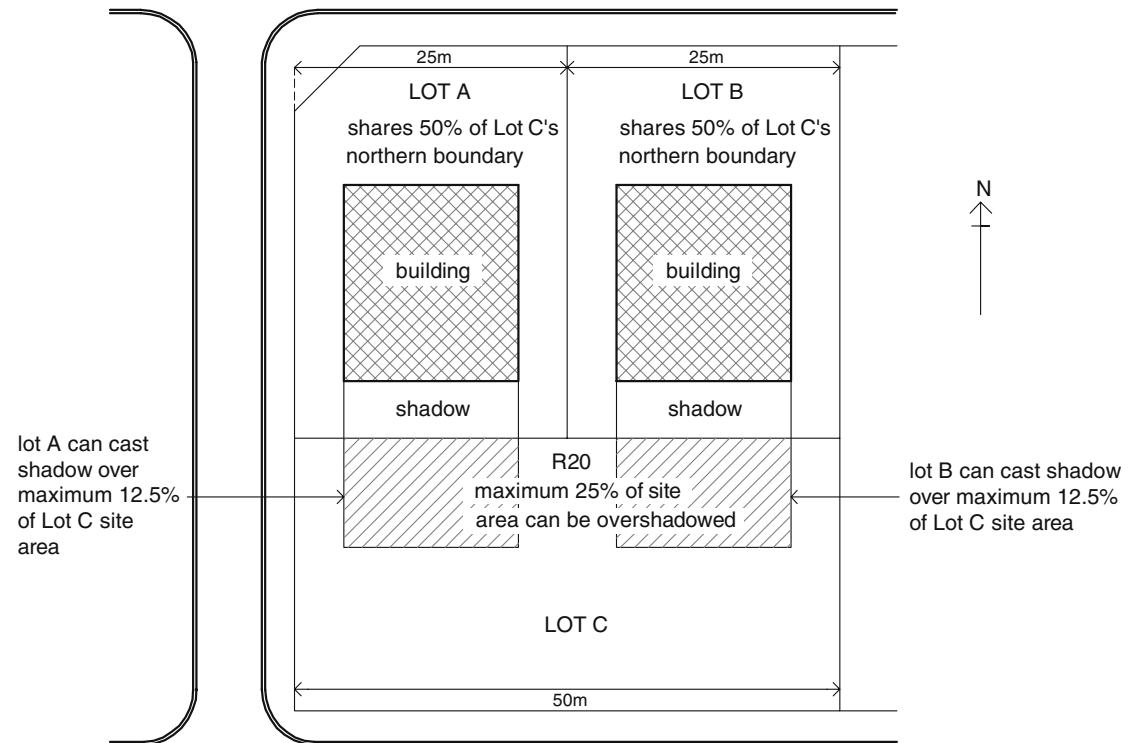 25m
25m
LOT A
LOT B
shares 50% of Lot C's
northern boundary
shares 50% of Lot C's
northern boundary
N
building
building
shadow
shadow
lot A can cast
shadow over
maximum 12.5%
of Lot C site
area
R20
maximum 25% of site
area can be overshadowed
lot B can cast shadow
over maximum 12.5%
of Lot C site area
LOT C
50m